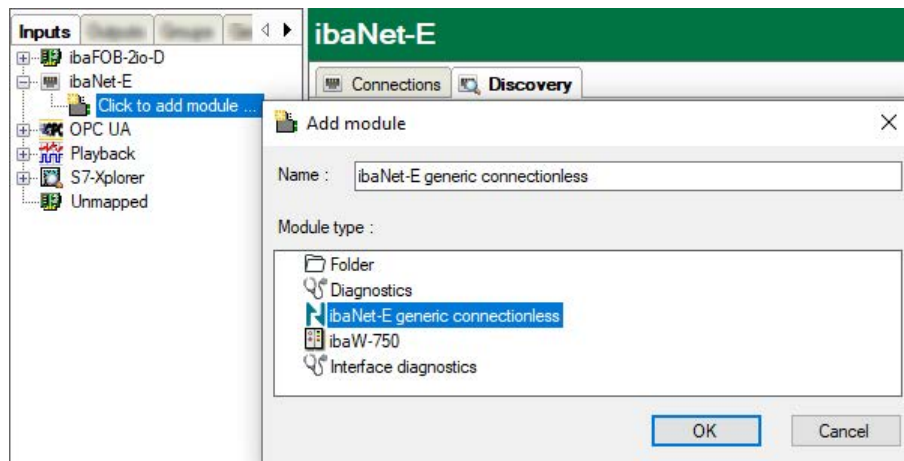 Inputs
ibaFOB-2io-D
ibaNet-E
Click to add module ...
OPC UA
Playback
S7-Xplorer
Unmapped
ibaNet-E
Connections
Discovery
Add module
Name :
ibaNet-E generic connectionless
Module type :
Folder
Diagnostics
ibaNet-E generic connectionless
ibaW-750
Interface diagnostics
OK
Cancel